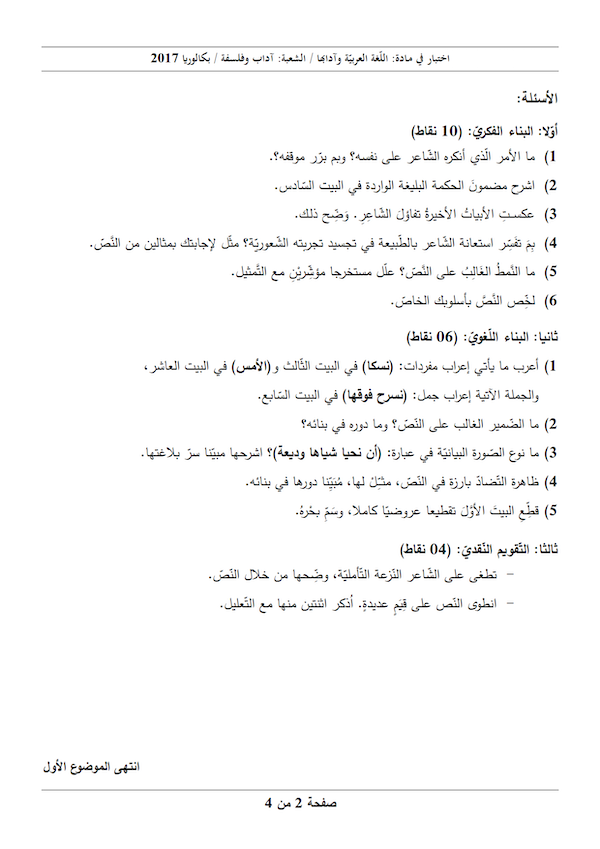 اختبار في مادة: اللّغة العربيّة وآدابها / الشعبة: آداب وفلسفة / بكالوريا 2017
الأسئلة:
أوّلا: البناء الفكريّ: (10 نقاط)
1) ما الأمر الّذي أنكره الشّاعر على نفسه؟ وبم برّر موقفه؟.
2) اشرح مضمونَ الحكمة البليغة الواردة في البيت السّادس.
3) عكستِ الأبياتُ الأخيرةُ تفاؤلَ الشّاعرِ. وَضِّح ذلك.
4) بِمَ تفَسِّر استعانة الشّاعر بالطّبيعة في تجسيد تجربته الشّعوريّة؟ مثّل لإجابتك بمثالين من النَّصّ.
5) ما النَّمطُ الغَالبُ على النَّصّ؟ علّل مستخرجا مؤشِّريْنِ مع التَّمثيل.
6) لخِّص النَّصَّ بأسلوبك الخاصّ.
ثانيا: البناء اللّغويّ: (06 نقاط)
1) أعرب ما يأتي إعراب مفردات: (نسكا) في البيت الثّالث و(الأمس) في البيت العاشر،
والجملة الآتية إعراب جمل: (نسرح فوقها) في البيت السّابع.
2) ما الضّمير الغالب على النّصّ؟ وما دوره في بنائه؟
3) ما نوع الصّورة البيانيّة في عبارة: (أن نحيا شياها وديعة)؟ اشرحها مبيّنا سرّ بلاغتها.
4) ظاهرة التّضادّ بارزة في النّصّ، مثّلْ لها، مُبَيِّنا دورها في بنائه.
5) قطّعِ البيتَ الأوّلَ تقطيعا عروضيّا كاملا، وسَمِّ بحْرهُ.
ثالثا: التّقويم النّقديّ: (04 نقاط)
– تطغى على الشّاعر النّزعة التّأمليّة، وضِّحها من خلال النّصّ.
– انطوى النّص على قِيَمٍ عديدةٍ. أذكر اثنتين منها مع التّعليل.
انتهى الموضوع الأول
صفحة 2 من 4